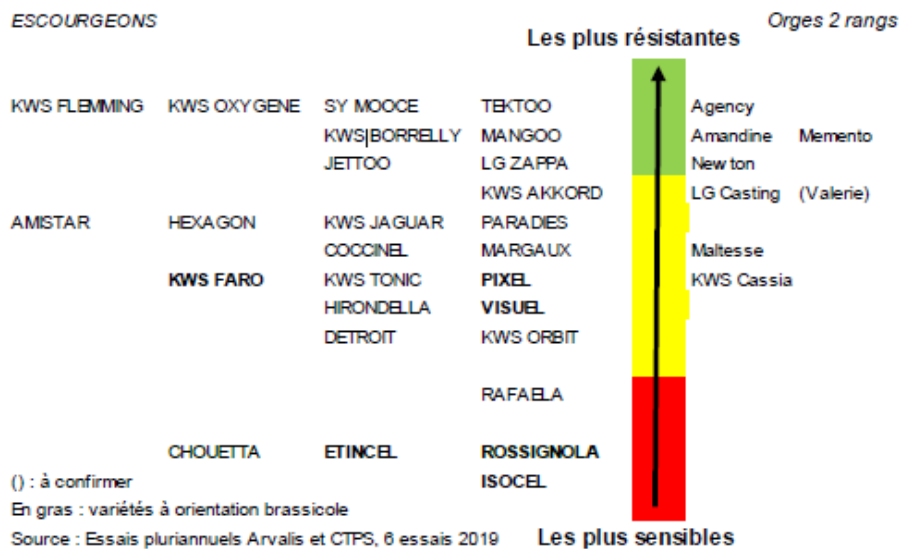 ESCOURGEONS Orges 2 rangs
Les plus résistantes
KWS FLEMMING KWS OXYGENE SY MOOCE TEKTOO Agency
KWS|BORRELLY MANGOO Amandine Memento
JETTOO LG ZAPPA Newton
KWS AKKORD LG Casting (Valerie)
AMISTAR HEXAGON KWS JAGUAR PARADIES
COCCINEL MARGAUX Maltesse
KWS FARO KWS TONIC PIXEL KWS Cassia
HIRONDELLA VISUEL
DETROIT KWS ORBIT
RAFAELA
CHOUETTA ETINCEL ROSSIGNOLA
() : à confirmer ISOCEL
En gras : variétés à orientation brassicole
Source : Essais pluriannuels Arvalis et CTPS, 6 essais 2019 Les plus sensibles